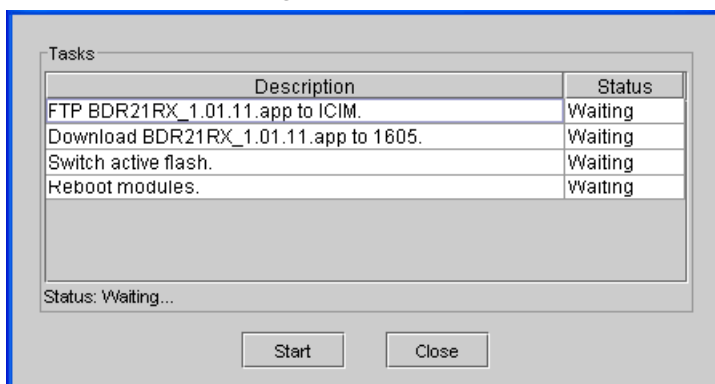 Tasks
Description Status
FTP BDR21RX_1.01.11.app to ICIM. Waiting
Download BDR21RX_1.01.11.app to 1605. Waiting
Switch active flash. Waiting
Reboot modules. Waiting
Status: Waiting...
Start Close